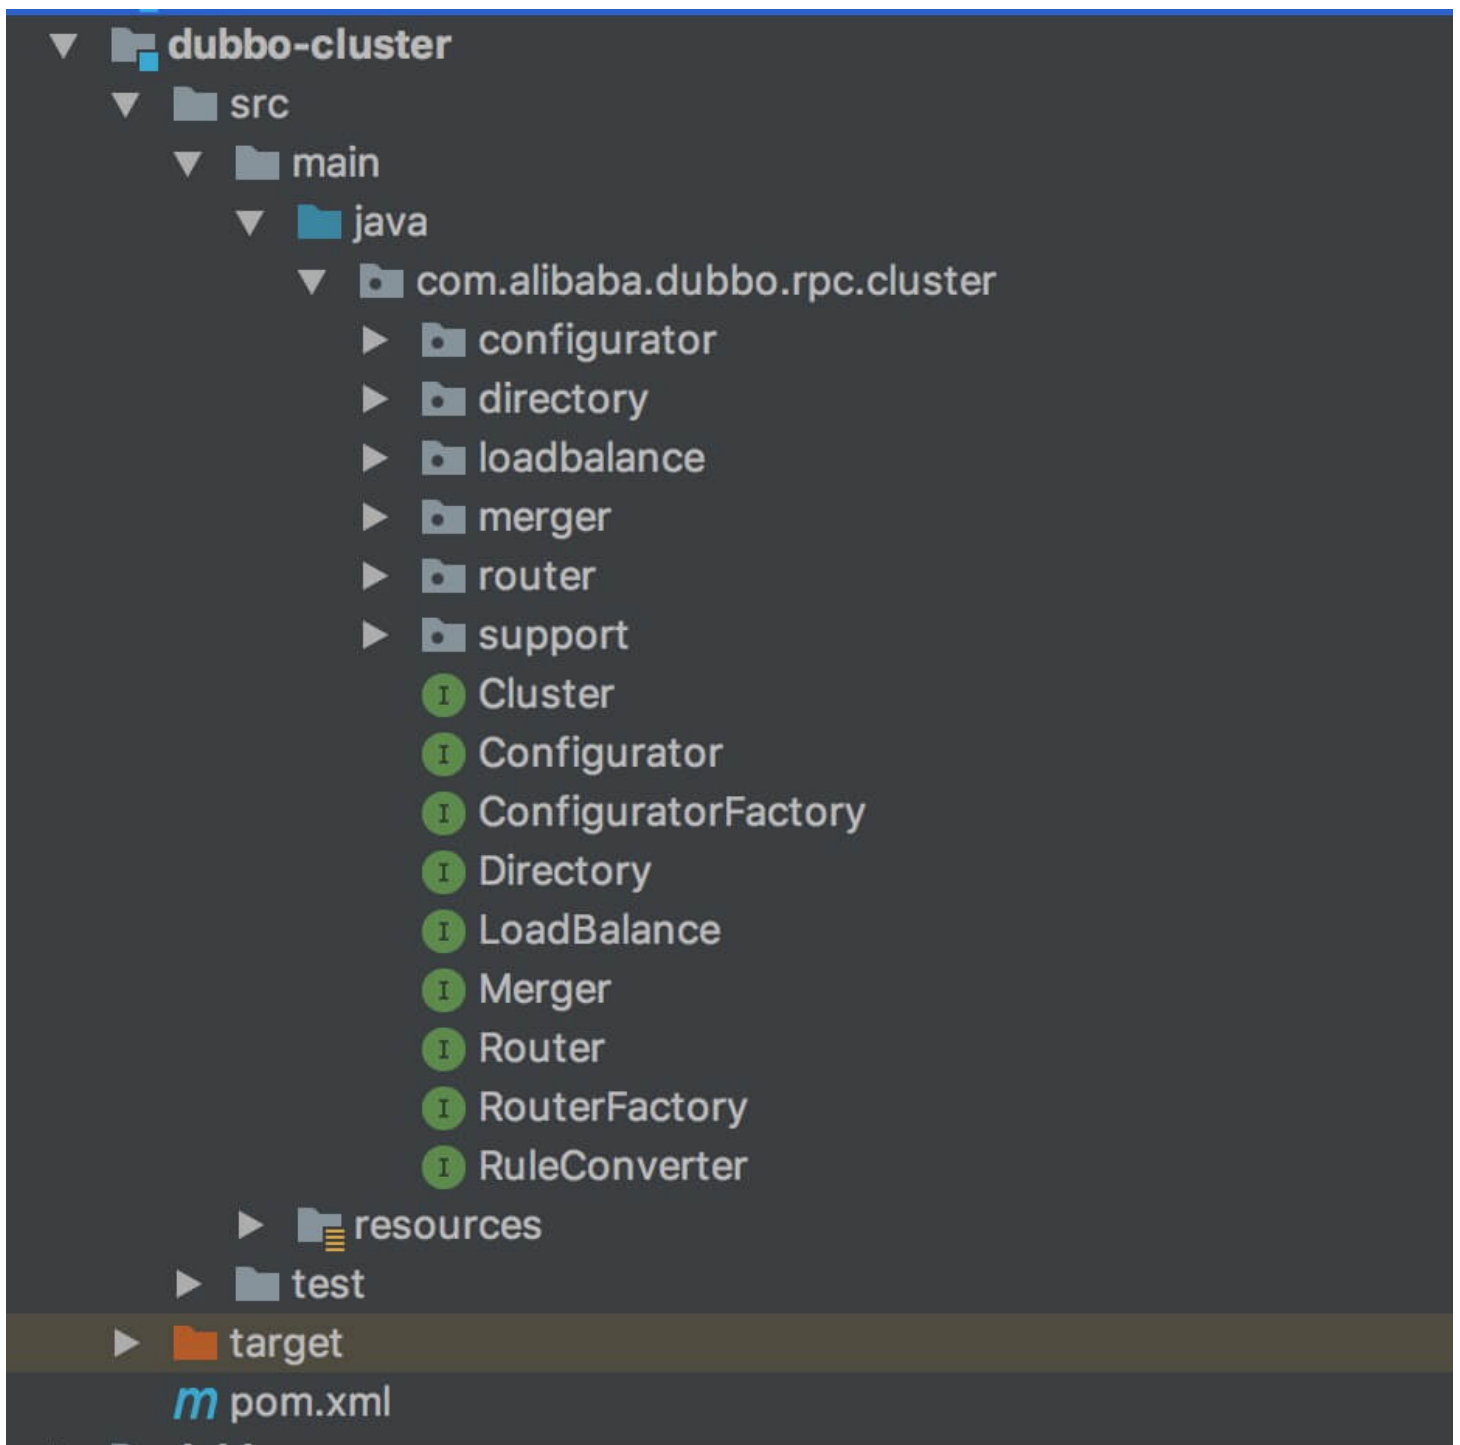 dubbo-cluster
src
main
java
com.alibaba.dubbo.rpc.cluster
configurator
directory
loadbalance
merger
router
support
Cluster
Configurator
ConfiguratorFactory
Directory
LoadBalance
Merger
Router
RouterFactory
RuleConverter
resources
test
target
pom.xml